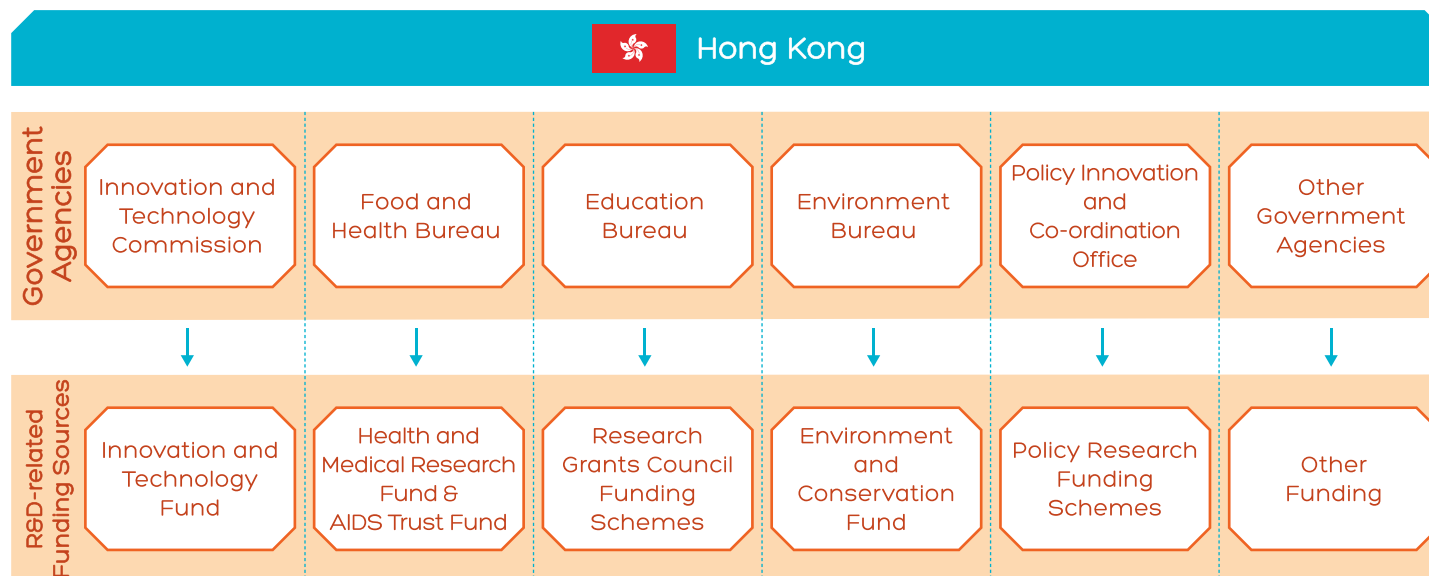 Hong Kong
Government
Agencies
Innovation and
Technology
Commission
Food and
Health Bureau
Education
Bureau
Environment
Bureau
Policy Innovation
and
Co-ordination
Office
Other
Government
Agencies
R&D-related
Funding Sources
Innovation and
Technology
Fund
Health and
Medical Research
Fund &
AIDS Trust Fund
Research
Grants Council
Funding
Schemes
Environment
and
Conservation
Fund
Policy Research
Funding
Schemes
Other
Funding